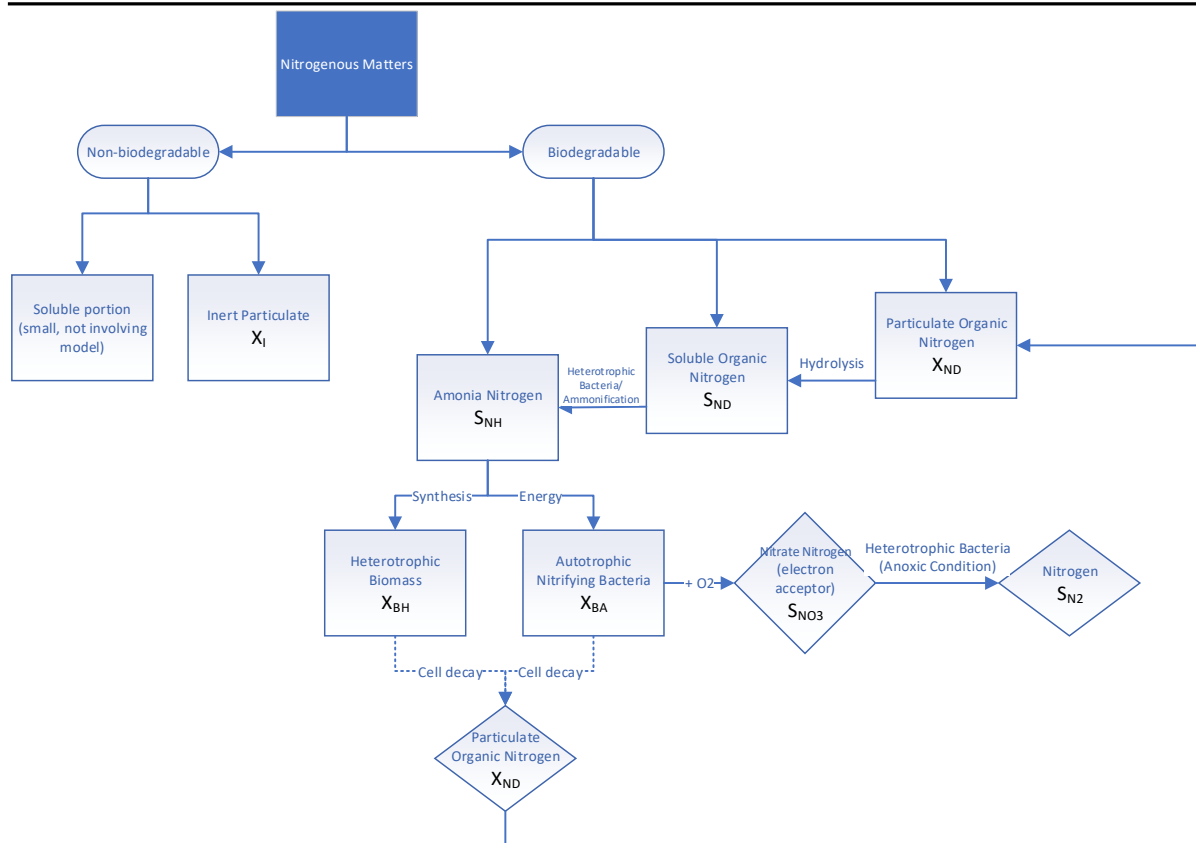 Nitrogenous Matters
Non-biodegradable
Biodegradable
Soluble portion
(small, not involving
model)
Inert Particulate
XI
Particulate Organic
Nitrogen
XND
Hydrolysis
Soluble Organic
Nitrogen
SND
Heterotrophic
Bacteria/
Ammonification
Amonia Nitrogen
SNH
Synthesis
Energy
Heterotrophic
Biomass
XBH
Autotrophic
Nitrifying Bacteria
XBA
+ O2
Nitrate Nitrogen
(electron
acceptor)
SNO3
Heterotrophic Bacteria
(Anoxic Condition)
Nitrogen
SN2
Cell decay
Cell decay
Particulate
Organic Nitrogen
XND